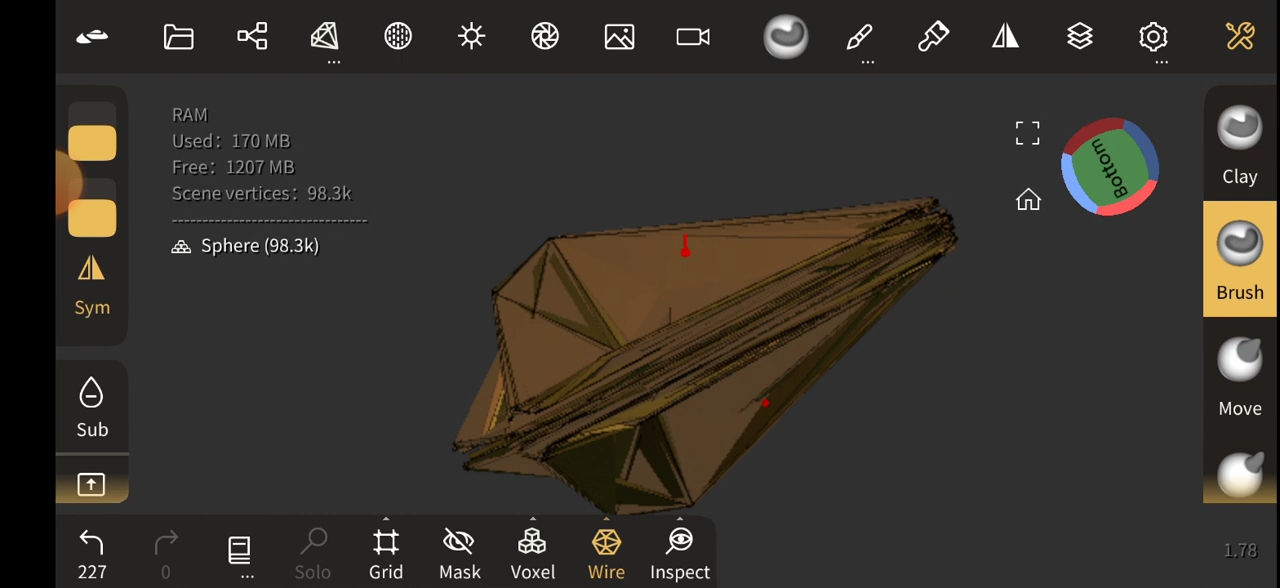 RAM
Used: 170 MB
Free: 1207 MB
Scene vertices: 98.3k
--------------------------------
Sphere (98.3k)
Bottom
Sym
Sub
Clay
Brush
Move
1.78
227
0
...
Solo
Grid
Mask
Voxel
Wire
Inspect